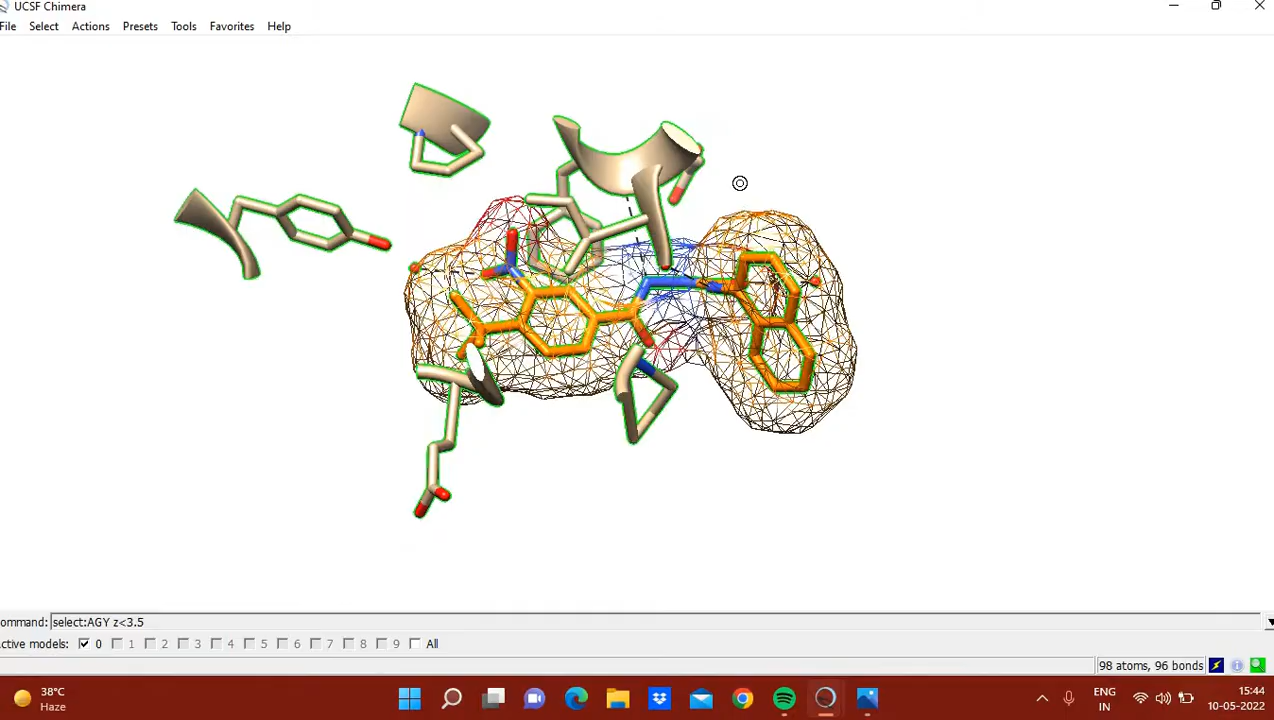 UCSF Chimera
File Select Actions Presets Tools Favorites Help
ommand: select:AGY z<3.5
ctive models: 0 1 2 3 4 5 6 7 8 9 All
98 atoms, 96 bonds
38°C
Haze
ENG
IN
15:44
10-05-2022